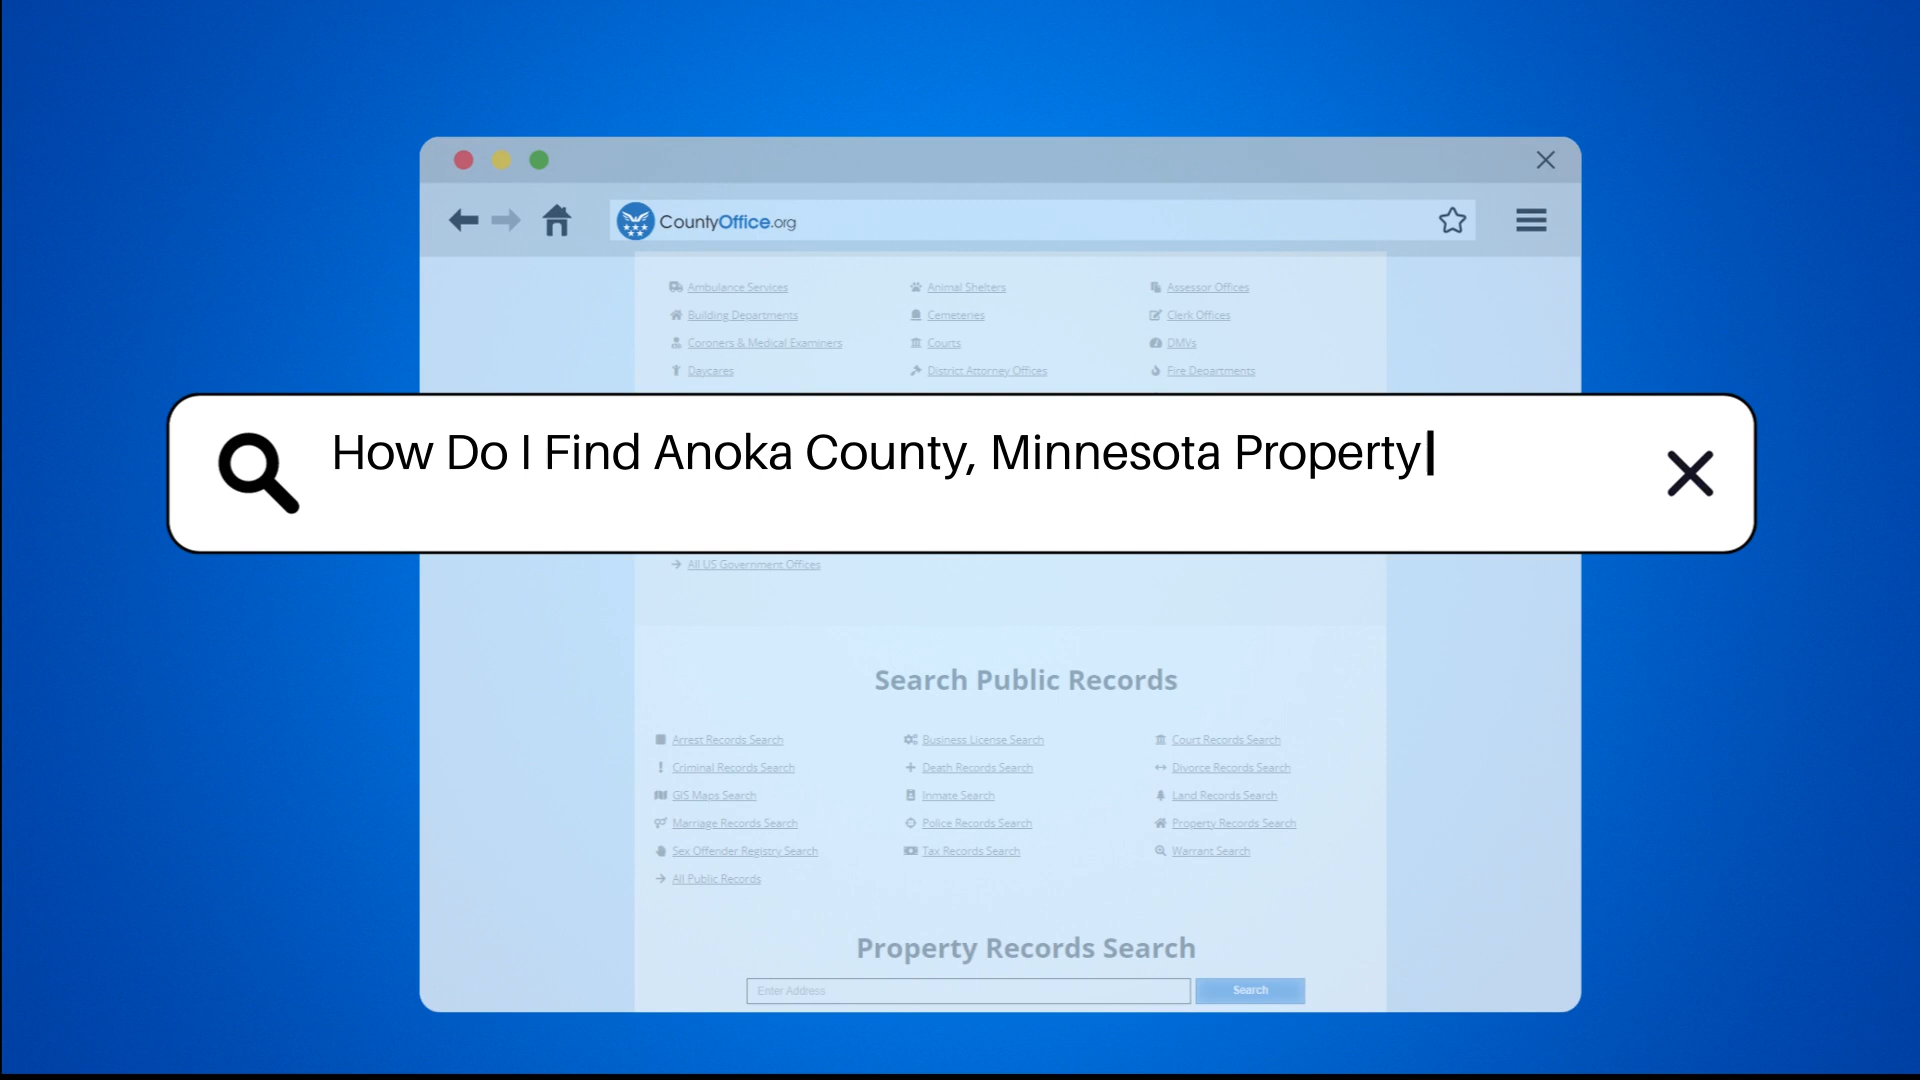 CountyOffice.org
Ambulance Services Animal Shelters Assessor Offices
Building Departments Cemeteries Clerk Offices
Coroners & Medical Examiners Courts DMVs
Daycares District Attorney Offices Fire Departments
How Do I Find Anoka County, Minnesota Property
All US Government Offices
Search Public Records
Arrest Records Search Business License Search Court Records Search
Criminal Records Search Death Records Search Divorce Records Search
GIS Maps Search Inmate Search Land Records Search
Marriage Records Search Police Records Search Property Records Search
Sex Offender Registry Search Tax Records Search Warrant Search
All Public Records
Property Records Search
Enter Address Search